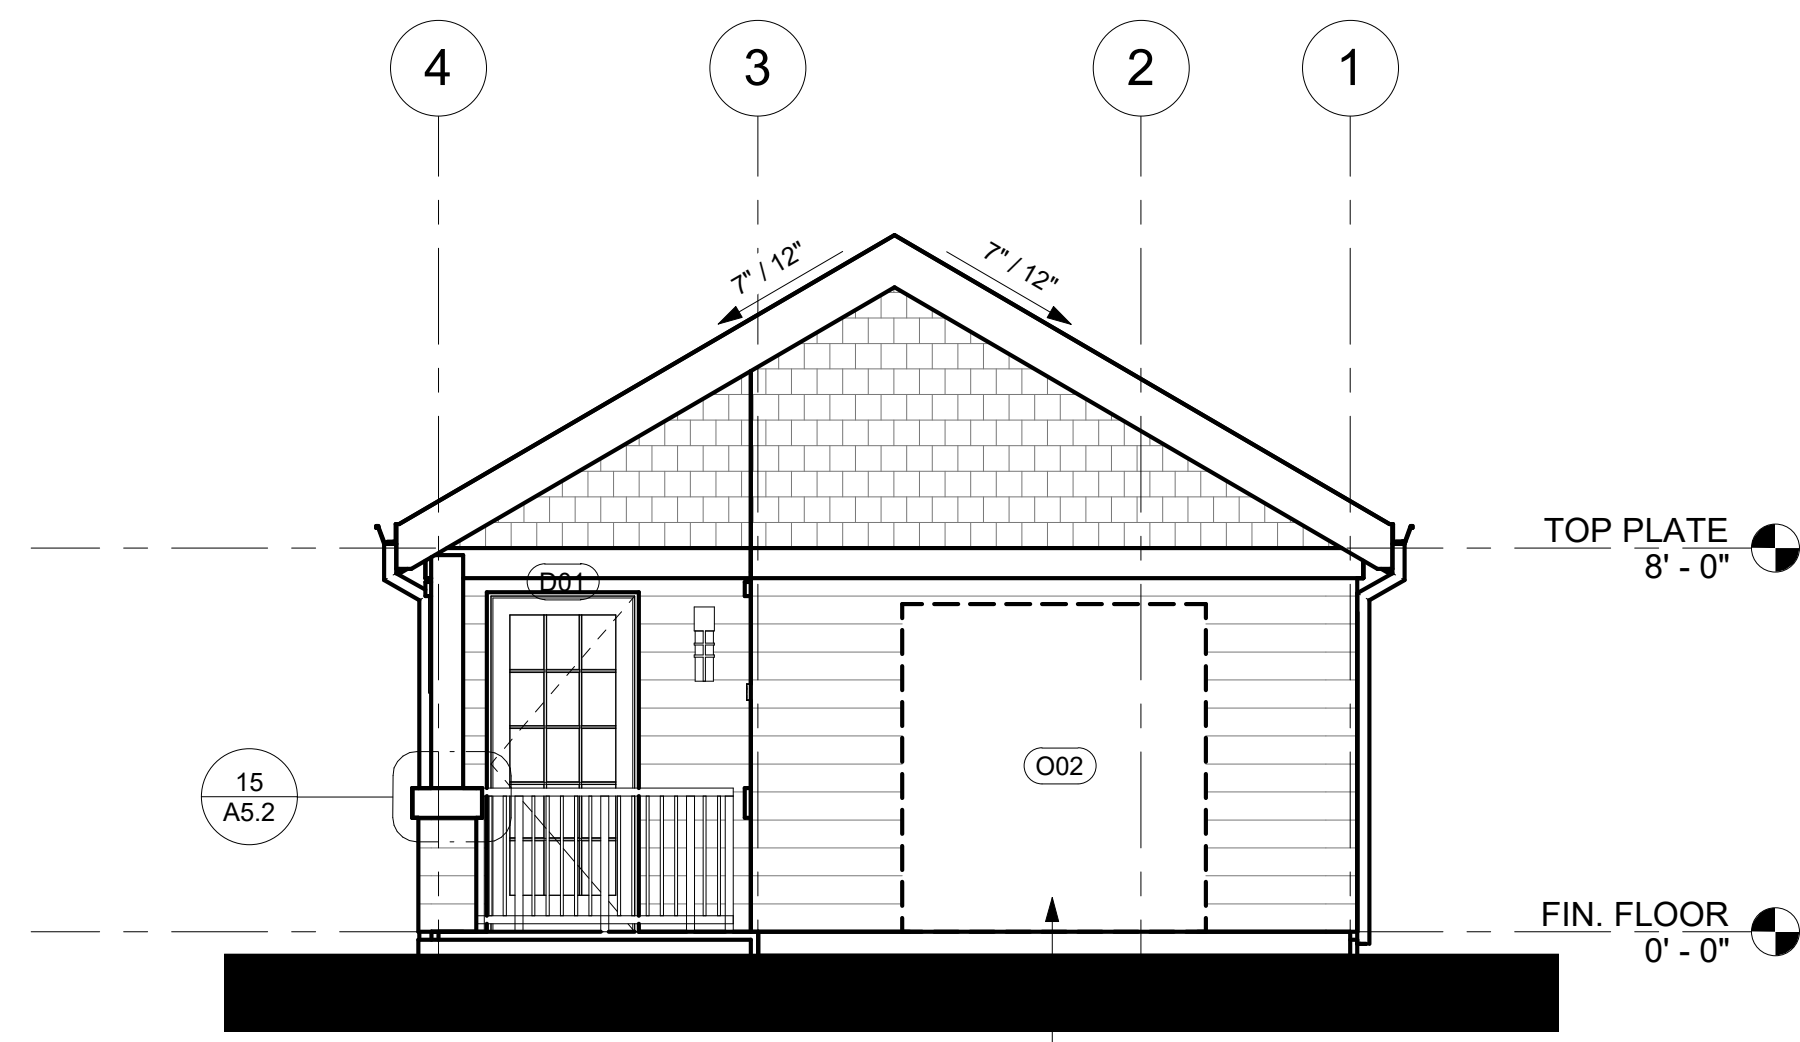 4 3 2 1
7" / 12" 7" / 12"
TOP PLATE
8' - 0"
D01
O02
15
A5.2
FIN. FLOOR
0' - 0"